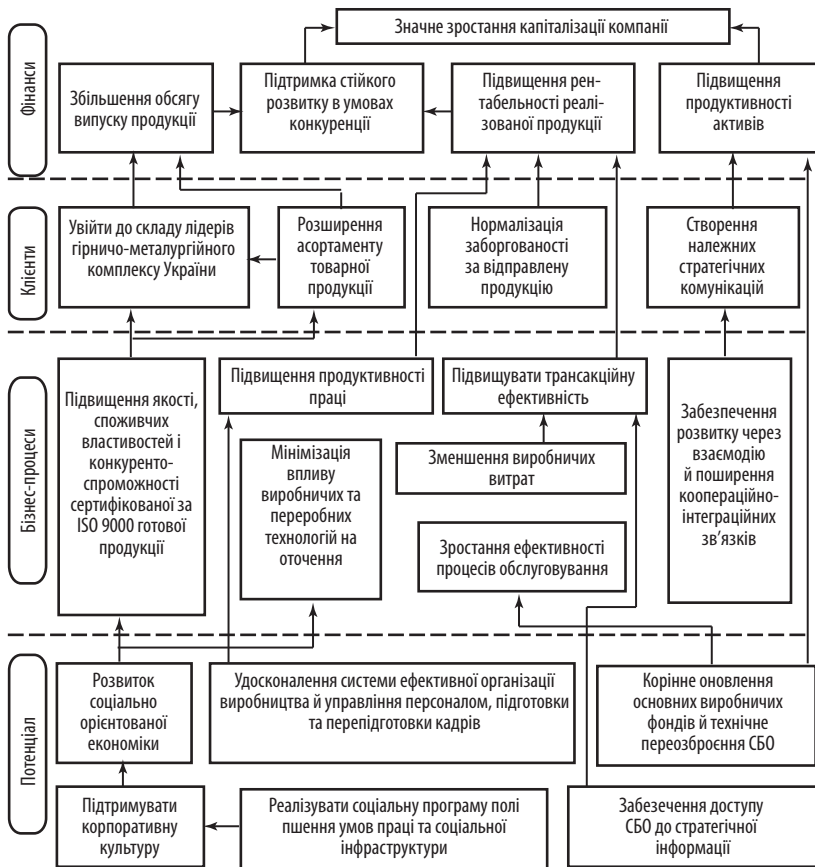 Фінанси
Значне зростання капіталізації компанії
Збільшення обсягу
випуску продукції
Підтримка стійкого
розвитку в умовах
конкуренції
Підвищення рен-
табельності реалі-
зованої продукції
Підвищення
продуктивності
активів
Клієнти
Увійти до складу лідерів
гірничо-металургійного
комплексу України
Розширення
асортаменту
товарної
продукції
Нормалізація
заборгованості
за відправлену
продукцію
Створення
належних
стратегічних
комунікацій
Бізнес-процеси
Підвищення якості,
споживчих
властивостей і
конкуренто-
спроможності
сертифікованої за
ISO 9000 готової
продукції
Підвищення продуктивності
праці
Підвищувати трансакційну
ефективність
Мінімізація
впливу
виробничих та
переробних
технологій на
оточення
Зменшення виробничих
витрат
Зростання ефективності
процесів обслуговування
Забезпечення
розвитку через
взаємодію
й поширення
коопераційно-
інтеграційних
зв’язків
Потенціал
Розвиток
соціально
орієнтованої
економіки
Удосконалення системи ефективної організації
виробництва й управління персоналом, підготовки
та перепідготовки кадрів
Корінне оновлення
основних виробничих
фондів й технічне
переозброєння СБО
Підтримувати
корпоративну
культуру
Реалізувати соціальну програму полі
пшення умов праці та соціальної
інфраструктури
Забезечення доступу
СБО до стратегічної
інформації